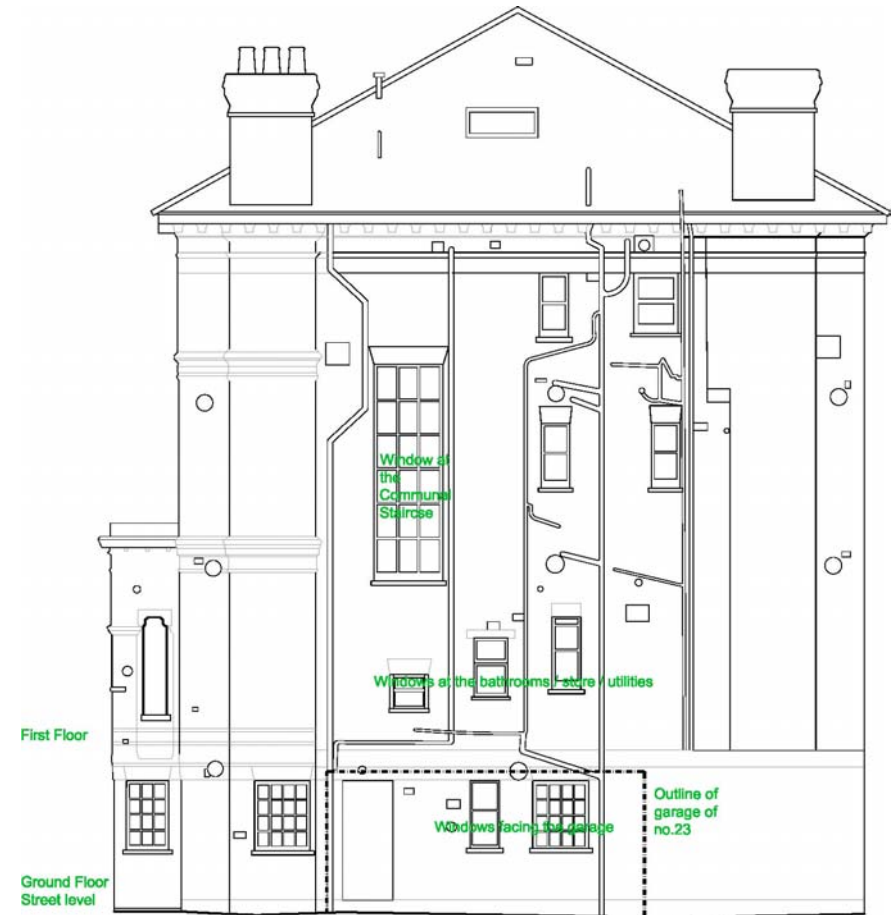 Window at
the
Communal
Stairose
Windows at the bathrooms / store / utilities
First Floor
Outline of
garage of
no.23
Windows facing the garage
Ground Floor
Street level